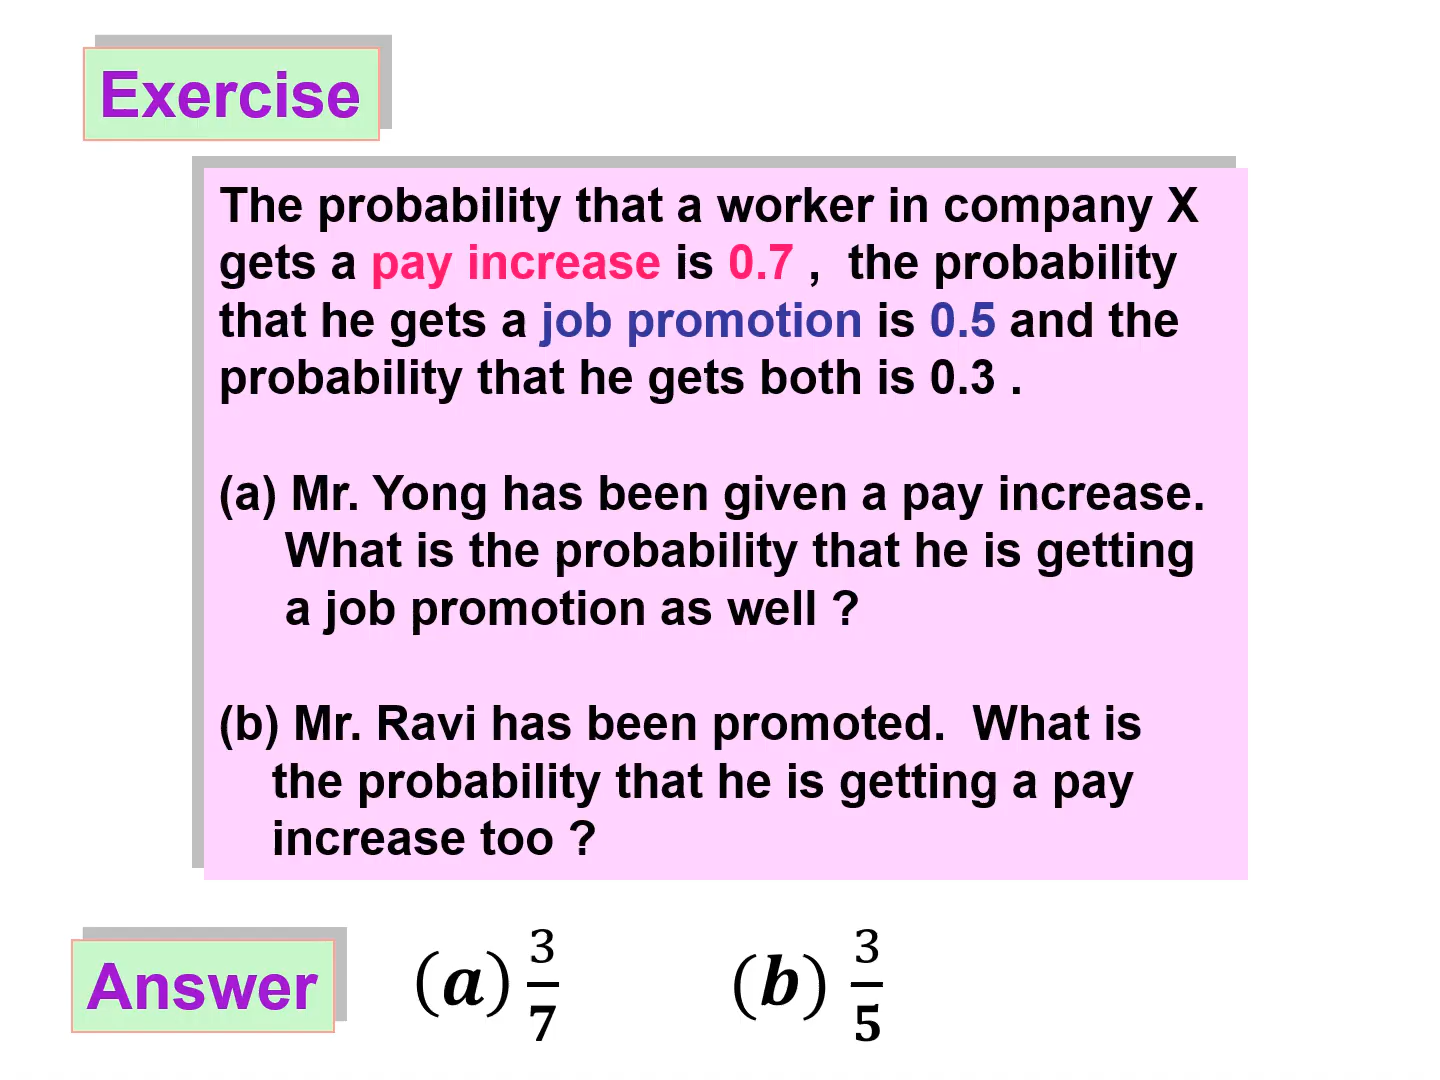 Exercise
The probability that a worker in company X
gets a pay increase is 0.7 ,  the probability
that he gets a job promotion is 0.5 and the
probability that he gets both is 0.3 .
(a) Mr. Yong has been given a pay increase.
What is the probability that he is getting
a job promotion as well ?
(b) Mr. Ravi has been promoted.  What is
the probability that he is getting a pay
increase too ?
Answer
(a) 3/7
(b) 3/5